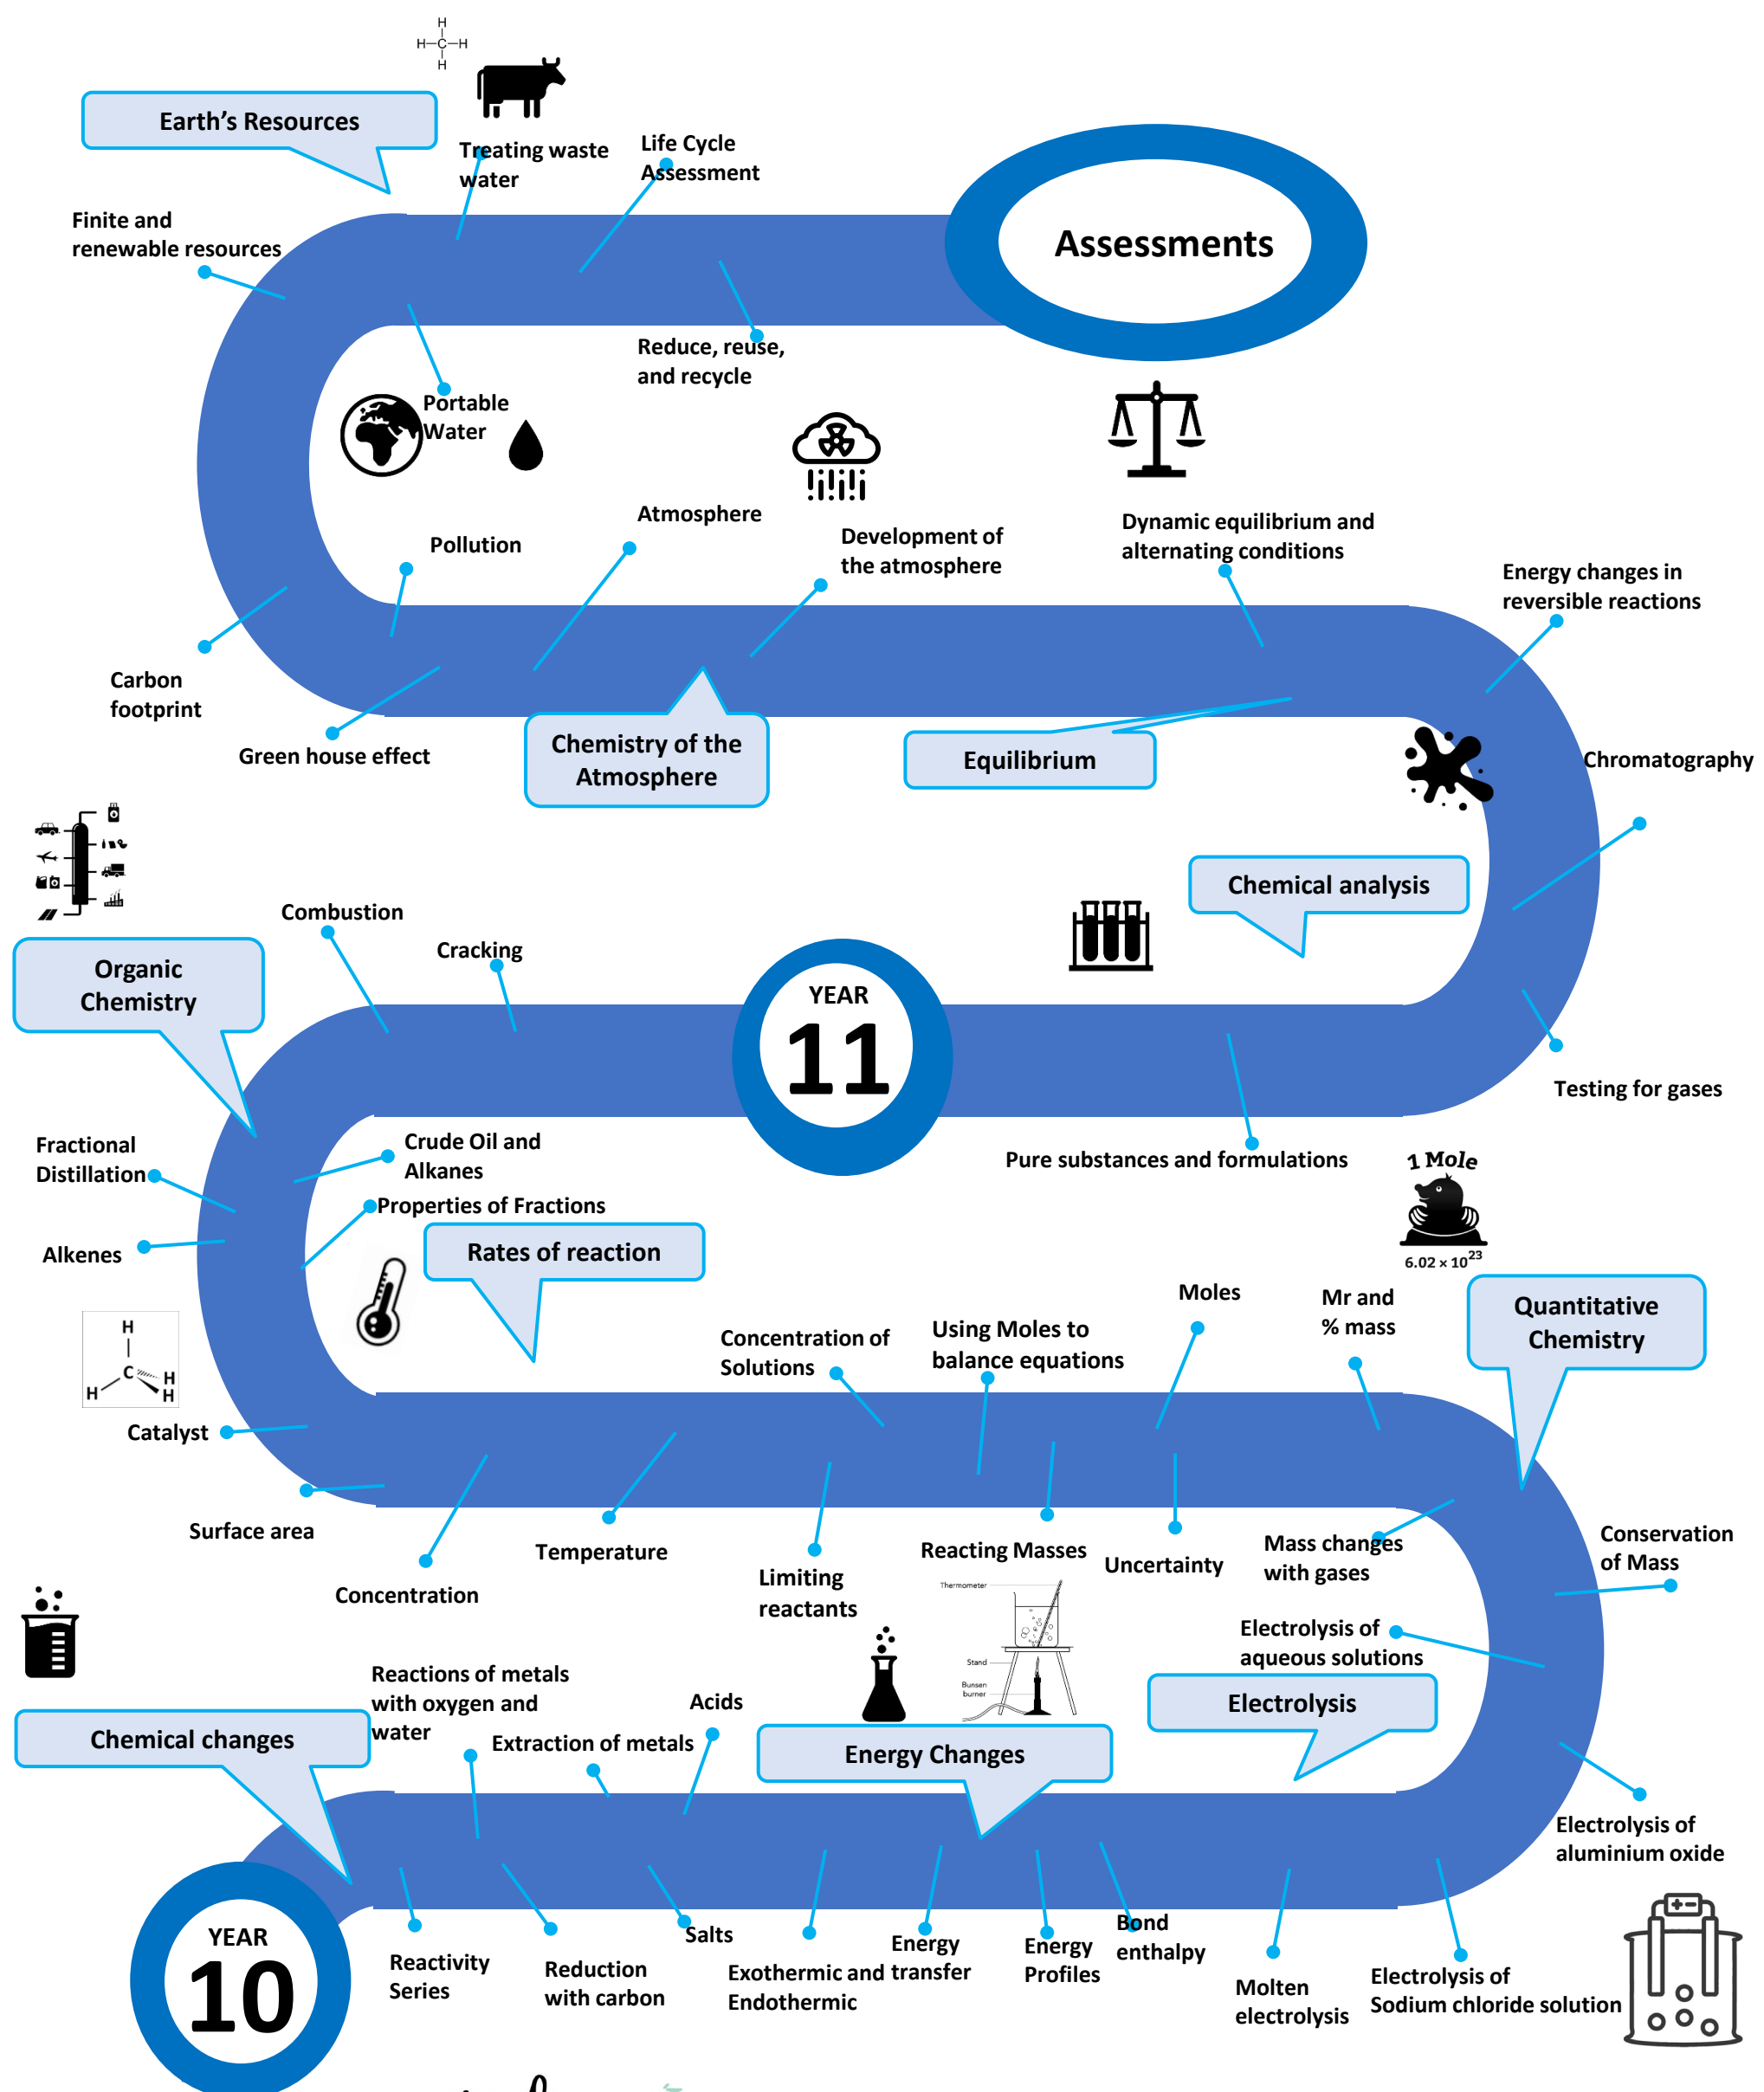 H
H–C–H
H
Earth's Resources
Treating waste
water
Life Cycle
Assessment
Finite and
renewable resources
Assessments
Reduce, reuse,
and recycle
Portable
Water
Atmosphere
Pollution
Development of
the atmosphere
Dynamic equilibrium and
alternating conditions
Energy changes in
reversible reactions
Carbon
footprint
Green house effect
Chemistry of the
Atmosphere
Equilibrium
Chromatography
Chemical analysis
Combustion
Cracking
Organic
Chemistry
YEAR
11
Testing for gases
Fractional
Distillation
Crude Oil and
Alkanes
Pure substances and formulations
Properties of Fractions
Alkenes
Rates of reaction
1 Mole
6.02 × 10²³
Quantitative
Chemistry
Moles
Mr and
% mass
Concentration of
Solutions
Using Moles to
balance equations
H
C
H
H
H
Catalyst
Surface area
Concentration
Temperature
Limiting
reactants
Reacting Masses
Uncertainty
Mass changes
with gases
Conservation
of Mass
Thermometer
Stand
Bunsen
burner
Electrolysis of
aqueous solutions
Electrolysis
Reactions of metals
with oxygen and
water
Acids
Extraction of metals
Chemical changes
Energy Changes
Electrolysis of
aluminium oxide
YEAR
10
Reactivity
Series
Reduction
with carbon
Salts
Exothermic and
Endothermic
Energy
transfer
Energy
Profiles
Bond
enthalpy
Molten
electrolysis
Electrolysis of
Sodium chloride solution
+ -